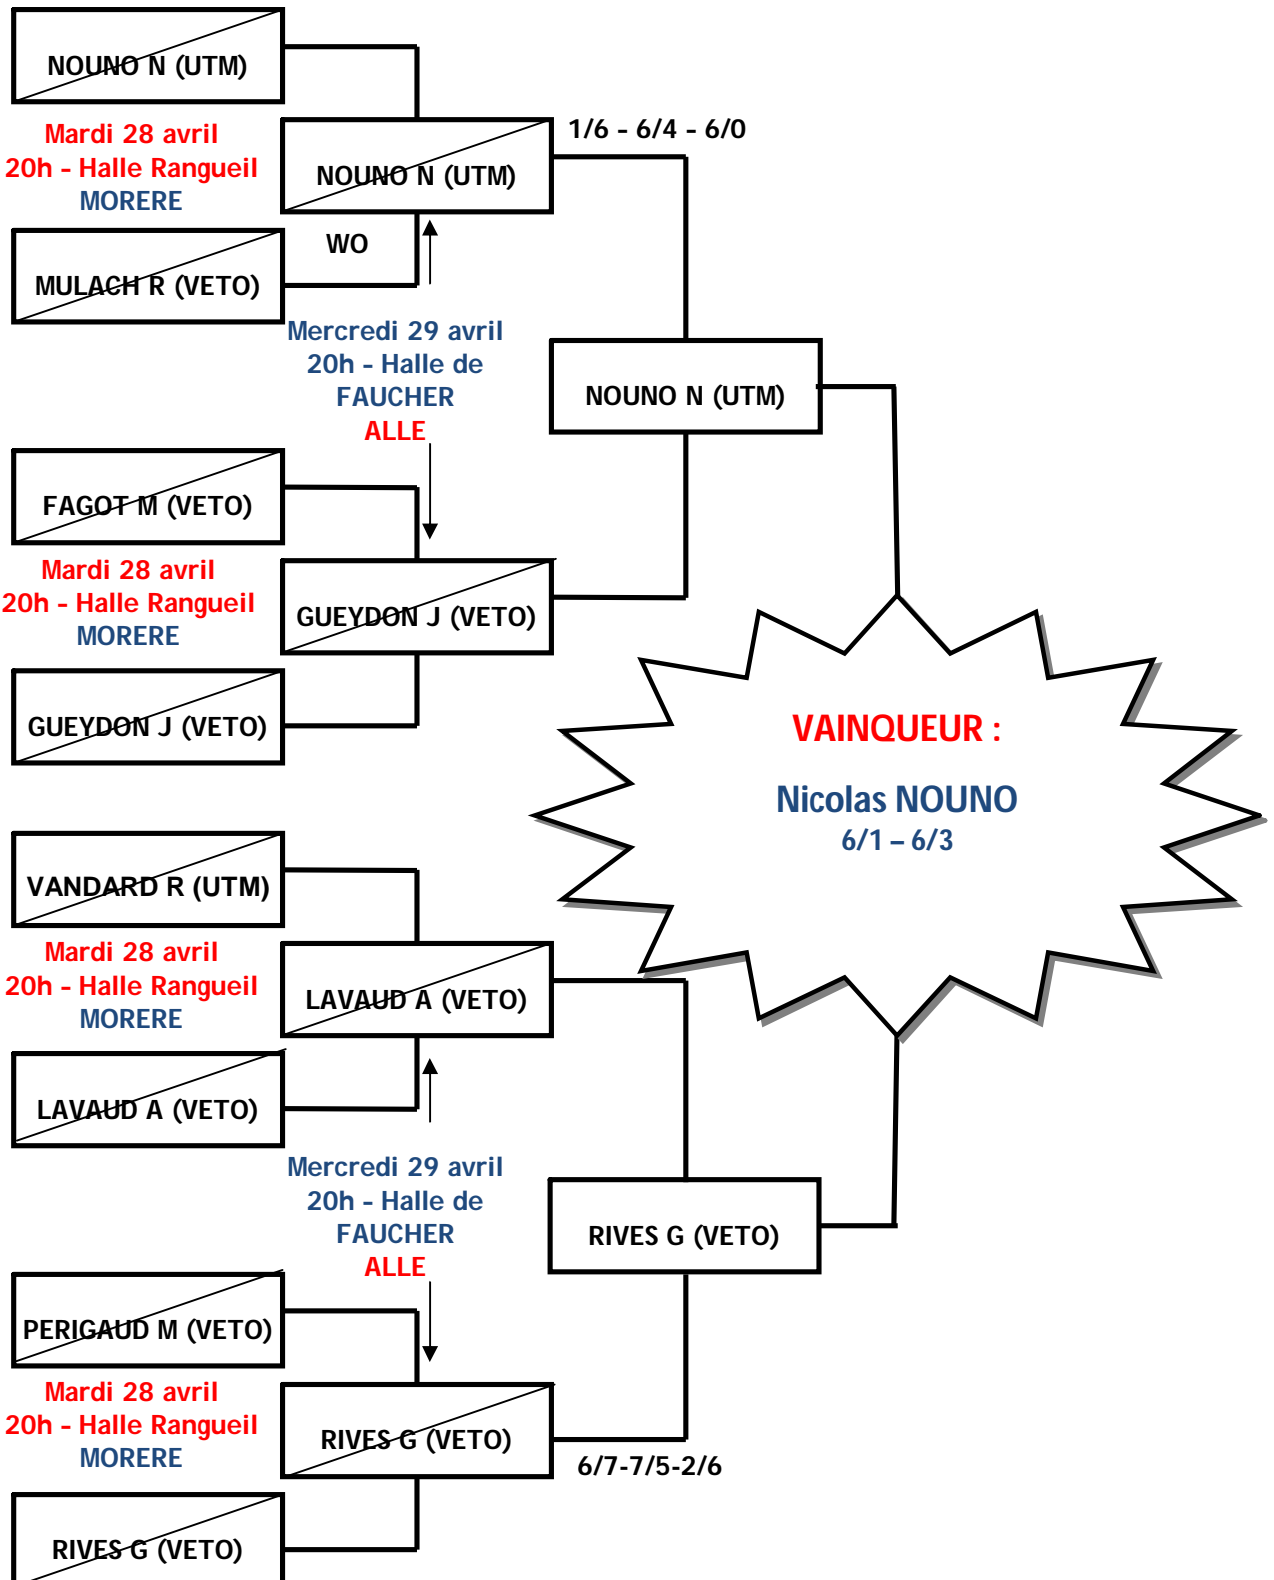 NOUNO N (UTM)
Mardi 28 avril
20h - Halle Rangueil
MORERE
1/6 - 6/4 - 6/0
NOUNO N (UTM)
WO
MULACH R (VETO)
Mercredi 29 avril
20h - Halle de
FAUCHER
ALLE
NOUNO N (UTM)
FAGOT M (VETO)
Mardi 28 avril
20h - Halle Rangueil
MORERE
GUEYDON J (VETO)
GUEYDON J (VETO)
VAINQUEUR :
Nicolas NOUNO
6/1 – 6/3
VANDARD R (UTM)
Mardi 28 avril
20h - Halle Rangueil
MORERE
LAVAUD A (VETO)
LAVAUD A (VETO)
Mercredi 29 avril
20h - Halle de
FAUCHER
ALLE
RIVES G (VETO)
PERIGAUD M (VETO)
Mardi 28 avril
20h - Halle Rangueil
MORERE
RIVES G (VETO)
6/7-7/5-2/6
RIVES G (VETO)